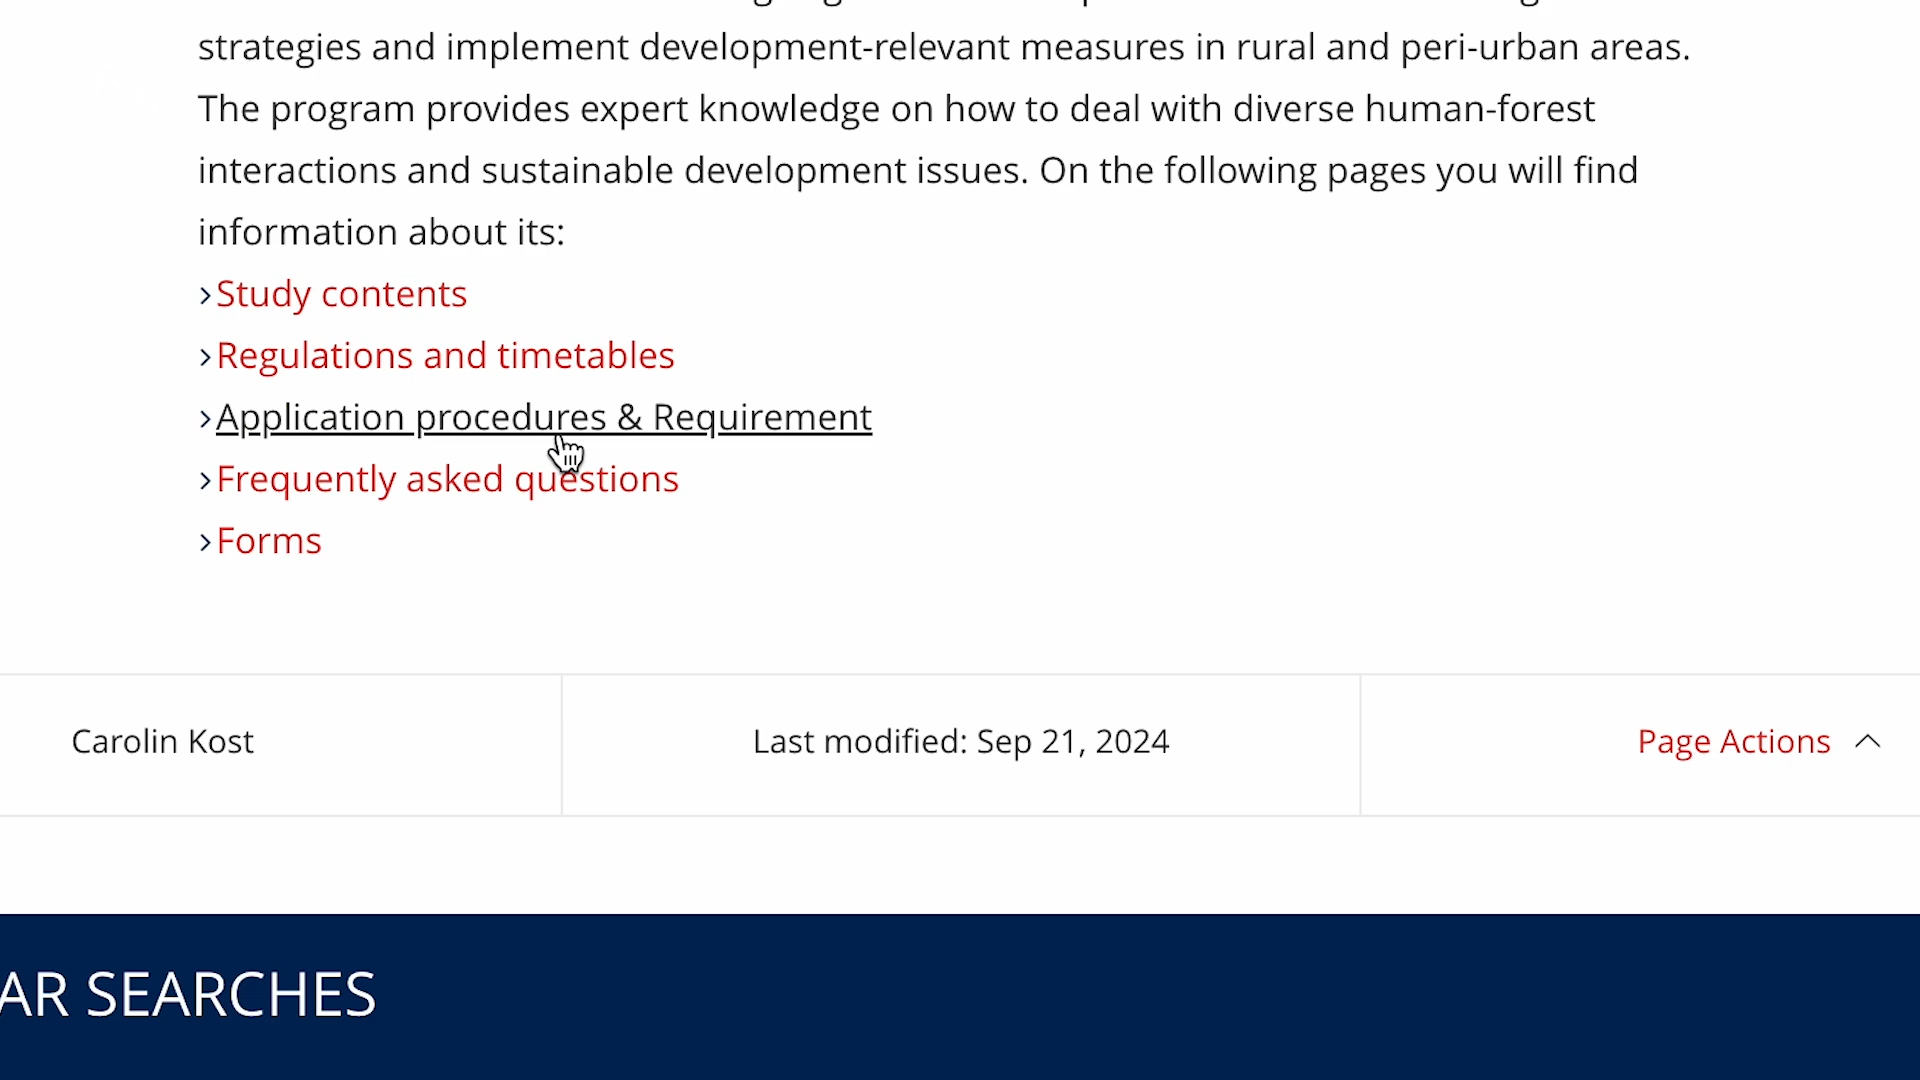 strategies and implement development-relevant measures in rural and peri-urban areas.
The program provides expert knowledge on how to deal with diverse human-forest
interactions and sustainable development issues. On the following pages you will find
information about its:
›Study contents
›Regulations and timetables
›Application procedures & Requirement
›Frequently asked questions
›Forms
Carolin Kost
Last modified: Sep 21, 2024
Page Actions
AR SEARCHES